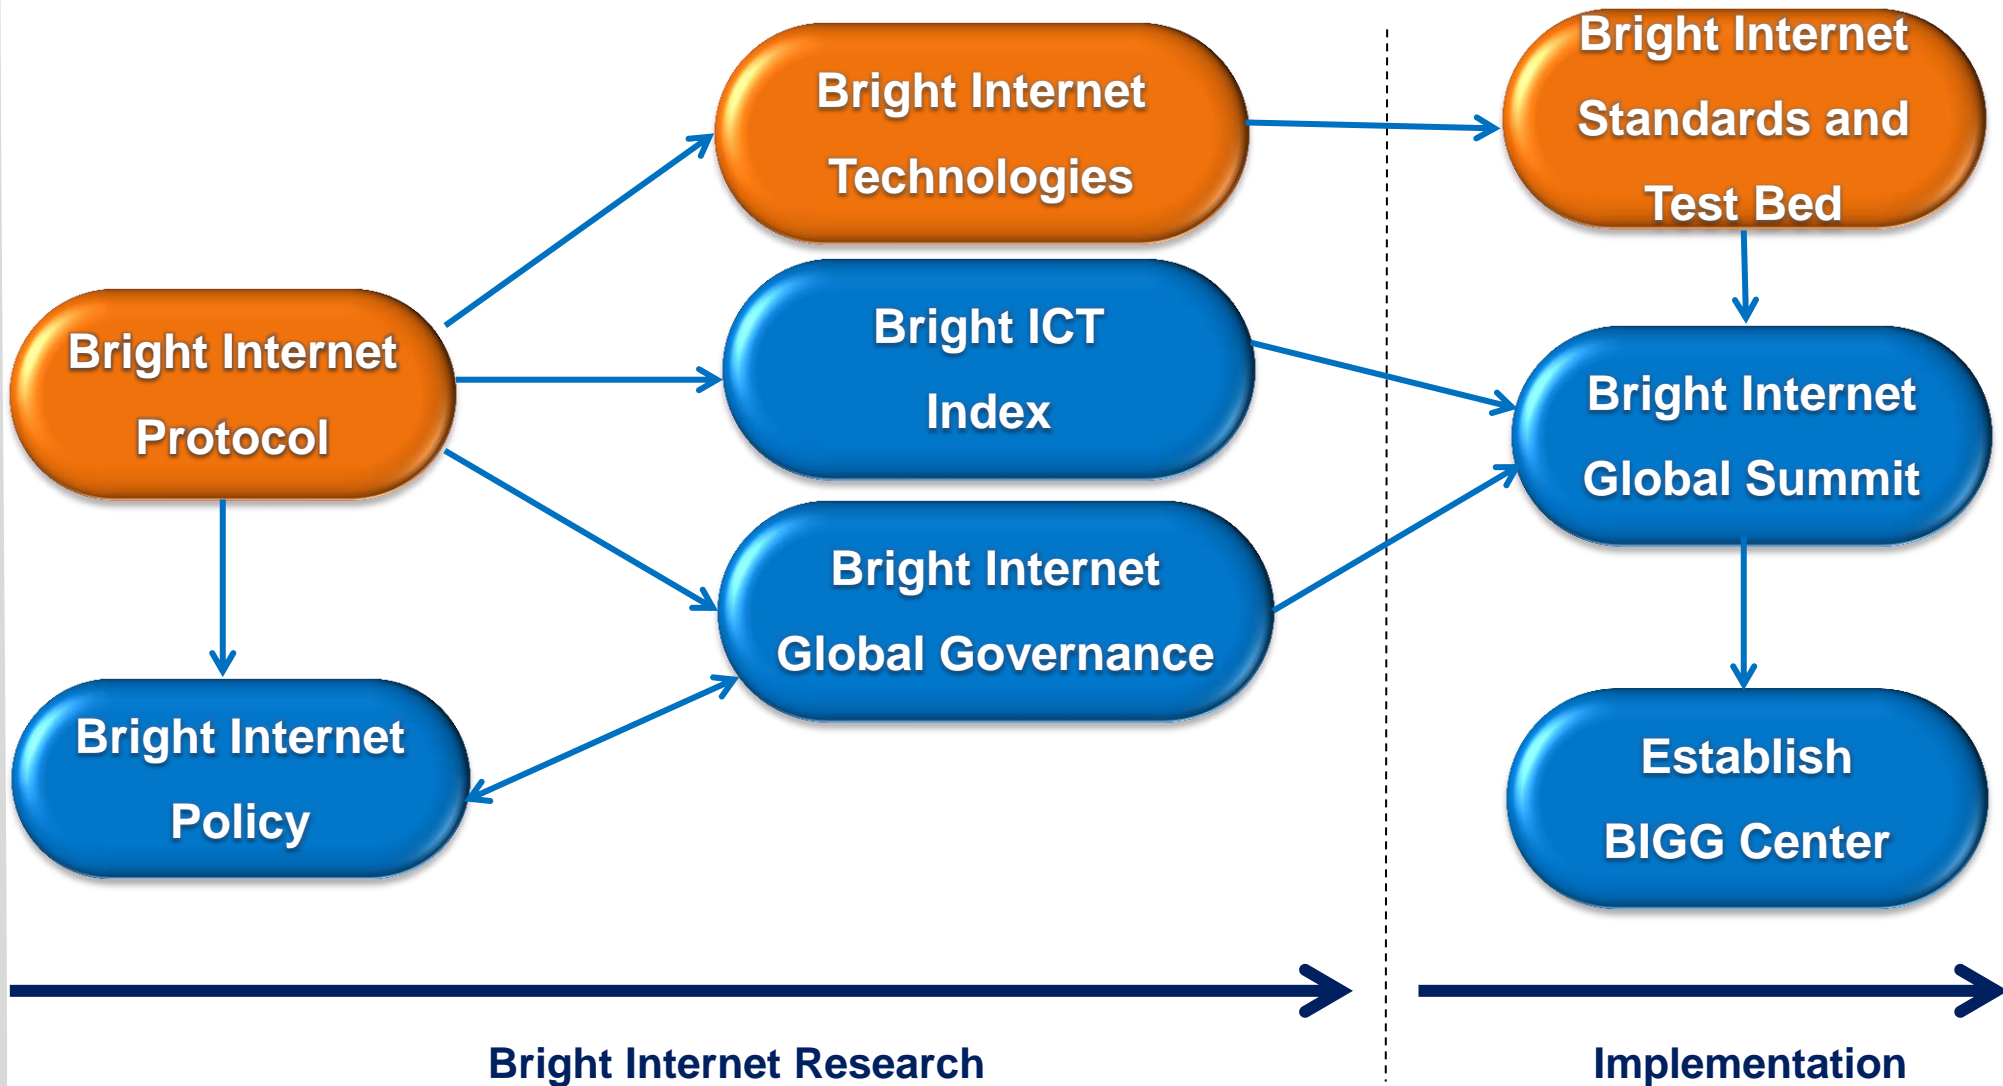 Bright Internet
Protocol
Bright Internet
Policy
Bright Internet
Technologies
Bright ICT
Index
Bright Internet
Global Governance
Bright Internet
Standards and
Test Bed
Bright Internet
Global Summit
Establish
BIGG Center
Bright Internet Research
Implementation